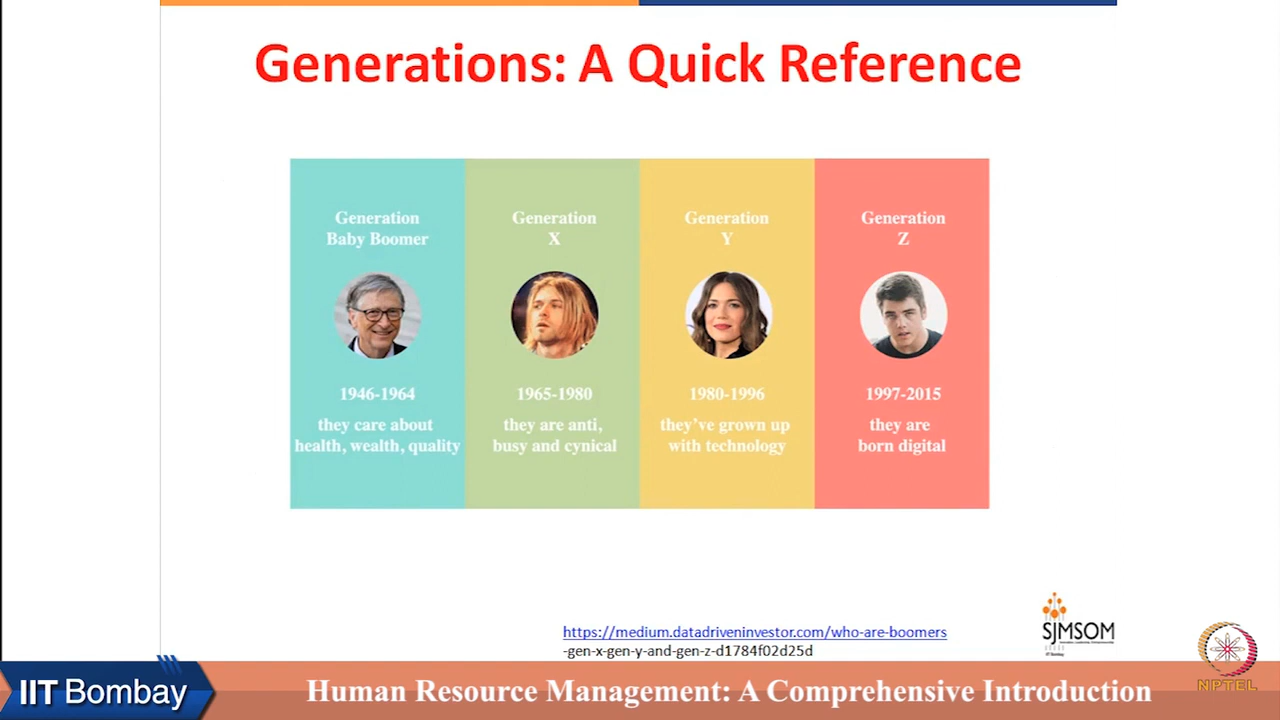 Generations: A Quick Reference
Generation
Baby Boomer
1946-1964
they care about
health, wealth, quality
Generation
X
1965-1980
they are anti,
busy and cynical
Generation
Y
1980-1996
they've grown up
with technology
Generation
Z
1997-2015
they are
born digital
https://medium.datadriveninvestor.com/who-are-boomers
-gen-x-gen-y-and-gen-z-d1784f02d25d
SJMSOM
IIT Bombay
NPTEL
IIT Bombay
Human Resource Management: A Comprehensive Introduction